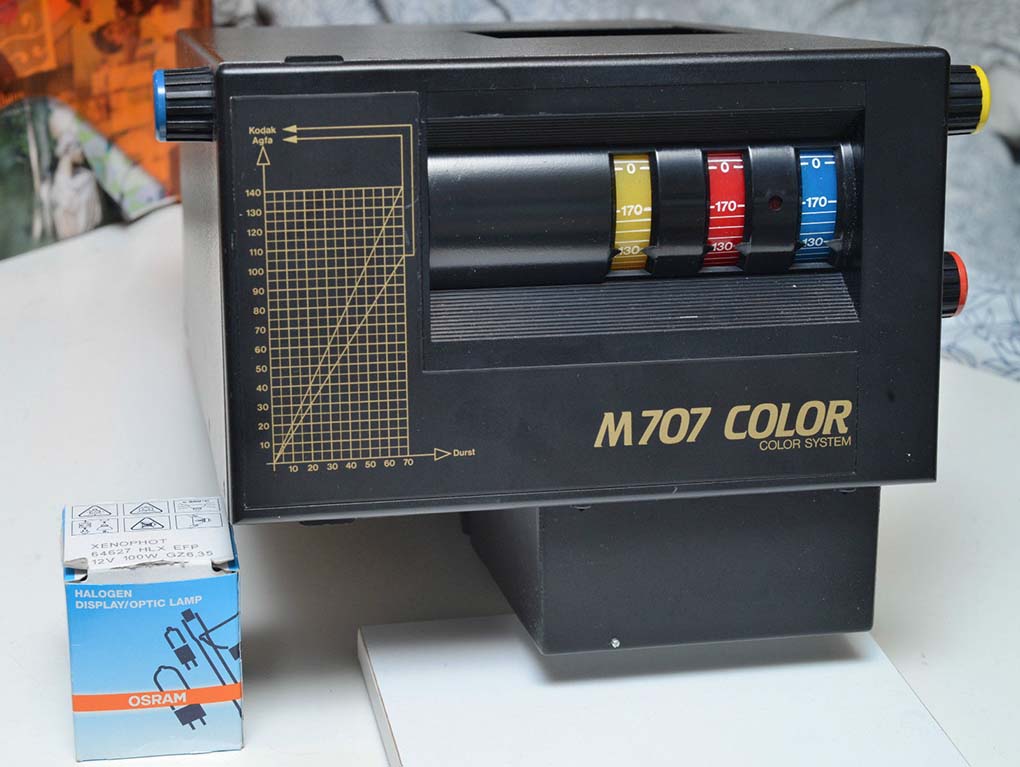 Kodak
Agfa
140
130
120
110
100
90
80
70
60
50
40
30
20
10
10 20 30 40 50 60 70
Durst
0 0 0
170 170 170
130 130 130
M707 COLOR
COLOR SYSTEM
XENOPHOT
64627 HLX EFP
12V 100W GZ6,35
HALOGEN
DISPLAY/OPTIC LAMP
OSRAM